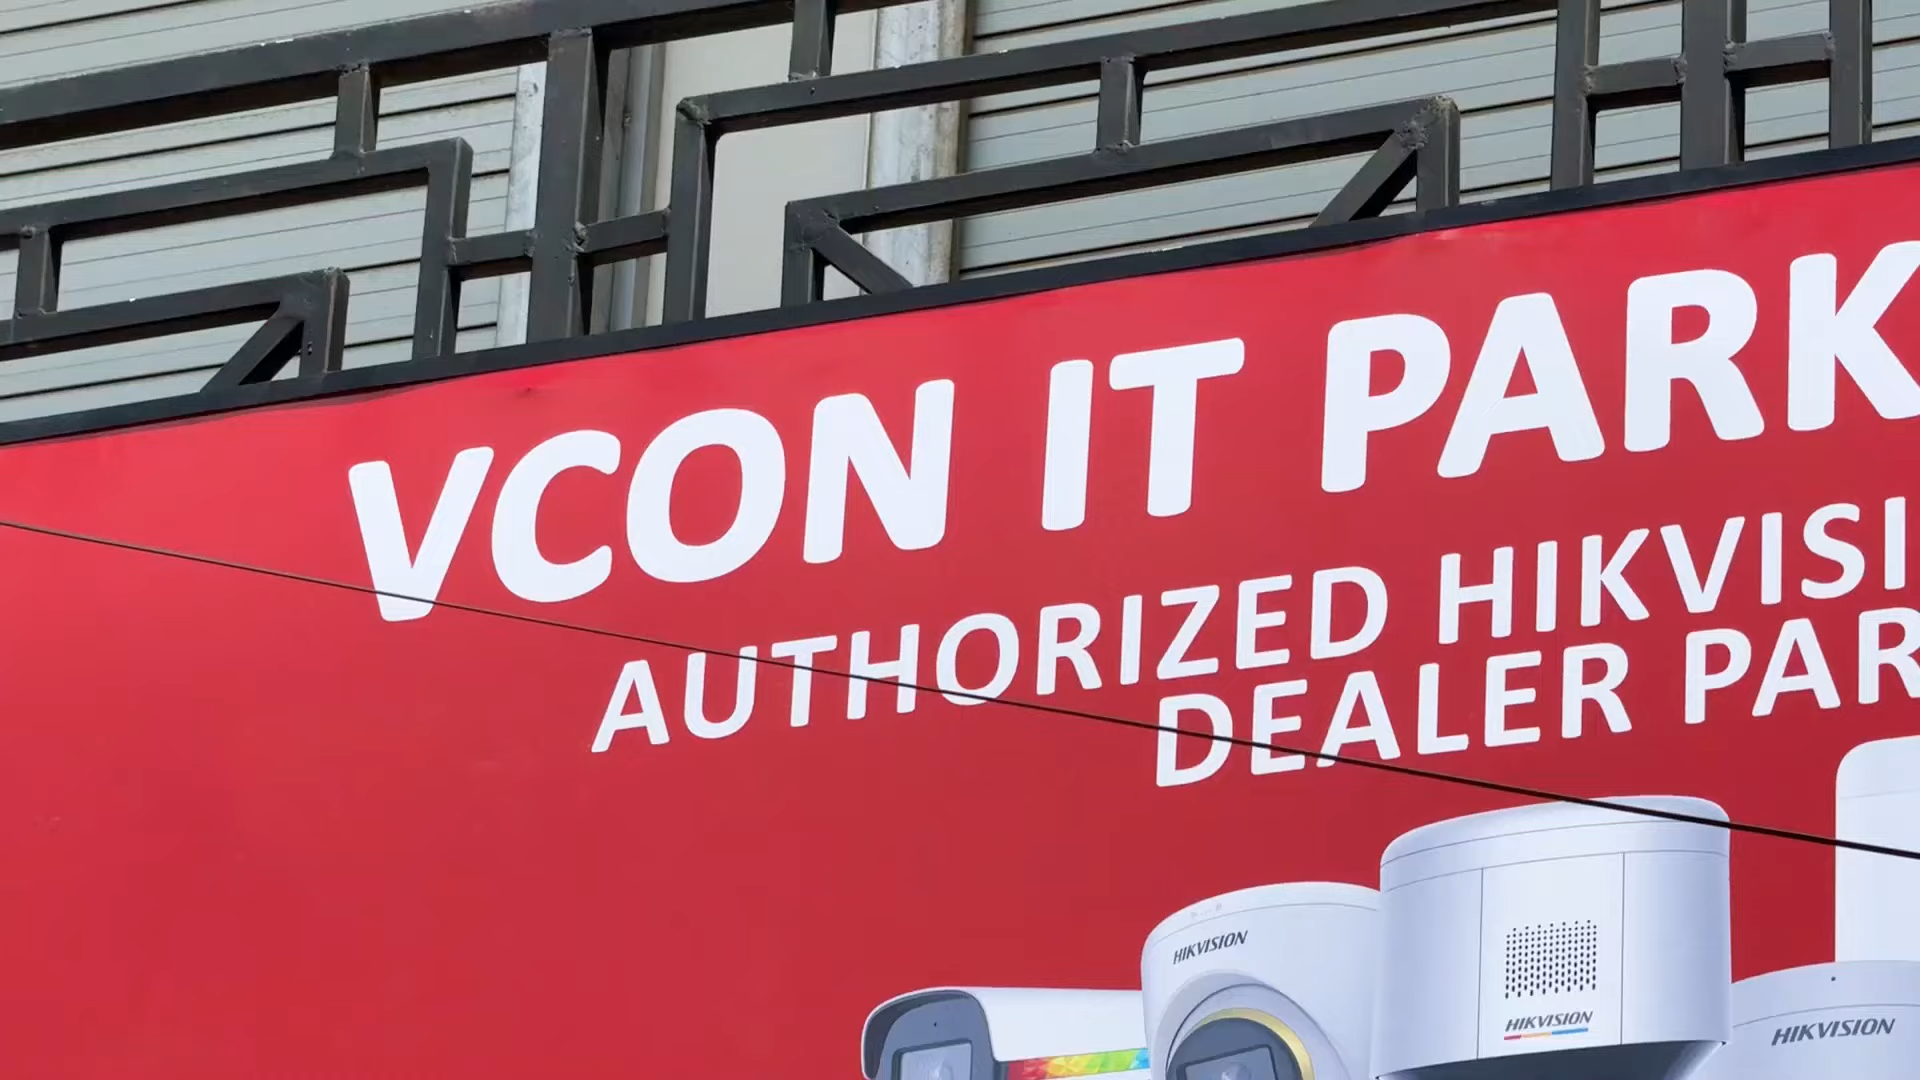 VCON IT PARK
AUTHORIZED HIKVISI
DEALER PAR
HIKVISION
HIKVISION
HIKVISION